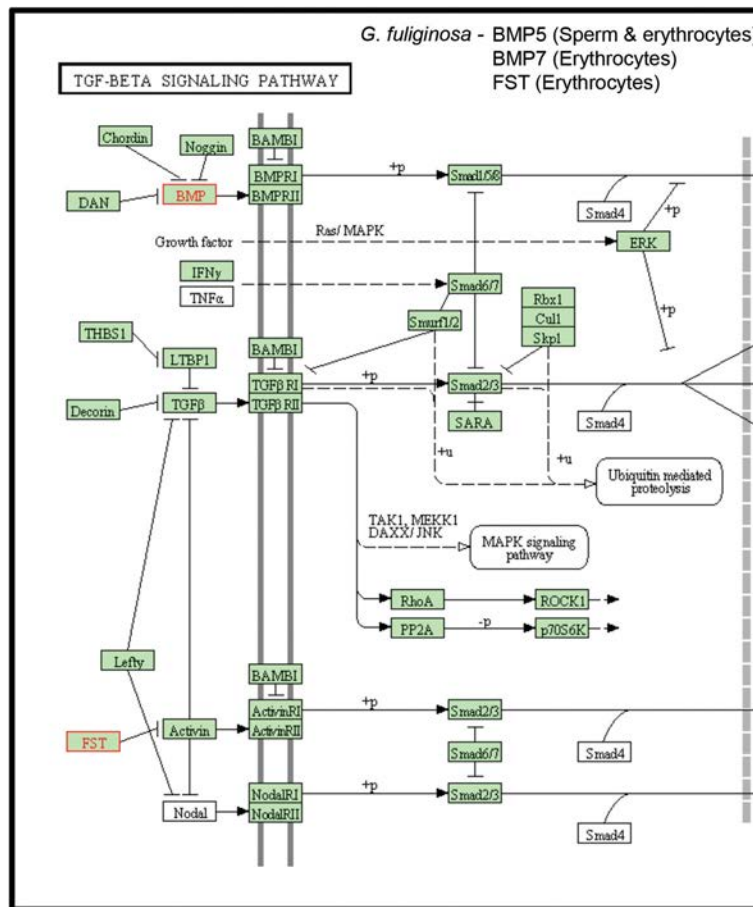 G. fuliginosa - BMP5 (Sperm & erythrocytes)
BMP7 (Erythrocytes)
FST (Erythrocytes)
TGF-BETA SIGNALING PATHWAY
Chordin
Noggin
BAMBI
DAN
BMP
BMPRI
BMPRII
+p
Smad1/5/8
Smad4
+p
Growth factor
Ras/ MAPK
ERK
IFNγ
TNFα
Smad6/7
Rbx1
Cul1
Skp1
+p
Smurf1/2
THBS1
LTBP1
BAMBI
Decorin
TGFβ
TGFβ RI
TGFβ RII
+p
Smad2/3
SARA
Smad4
+u
+u
Ubiquitin mediated
proteolysis
TAK1, MEKK1
DAXX/ JNK
MAPK signaling
pathway
RhoA
ROCK1
PP2A
-p
p70S6K
Lefty
BAMBI
FST
Activin
ActivinRI
ActivinRII
+p
Smad2/3
Smad4
Smad6/7
Nodal
NodalRI
NodalRII
+p
Smad2/3
Smad4